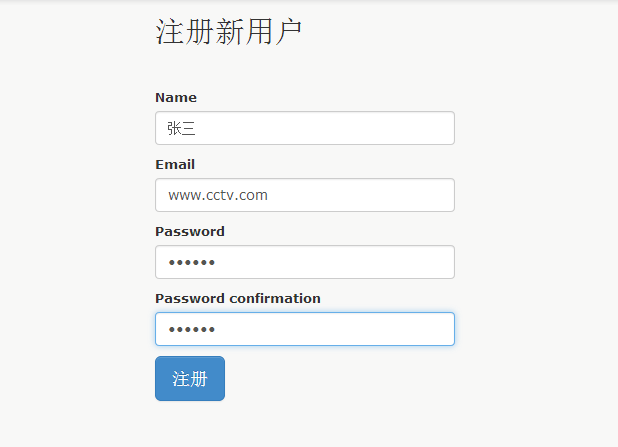 注册新用户
Name
张三
Email
www.cctv.com
Password
••••••
Password confirmation
••••••
注册